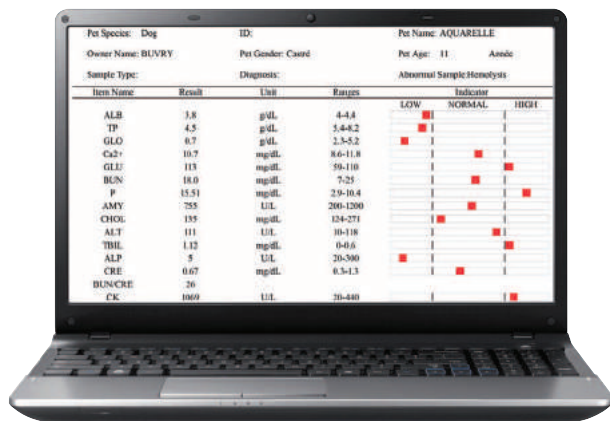 Pet Species: Dog ID: Pet Name: AQUARELLE
Owner Name: BUVRY Pet Gender: Castré Pet Age: 11 Année
Sample Type: Diagnosis: Abnormal Sample:Hemolysis
Item Name Result Unit Ranges Indicator
LOW NORMAL HIGH
ALB 3.8 g/dL 4-4.4
TP 4.5 g/dL 5.4-8.2
GLO 0.7 g/dL 2.3-5.2
Ca2+ 10.7 mg/dL 8.6-11.8
GLU 113 mg/dL 59-110
BUN 18.0 mg/dL 7-25
P 15.51 mg/dL 2.9-10.4
AMY 755 U/L 200-1200
CHOL 135 mg/dL 124-271
ALT 111 U/L 10-118
TBIL 1.12 mg/dL 0-0.6
ALP 5 U/L 20-300
CRE 0.67 mg/dL 0.3-1.3
BUN/CRE 26
CK 1069 U/L 20-440